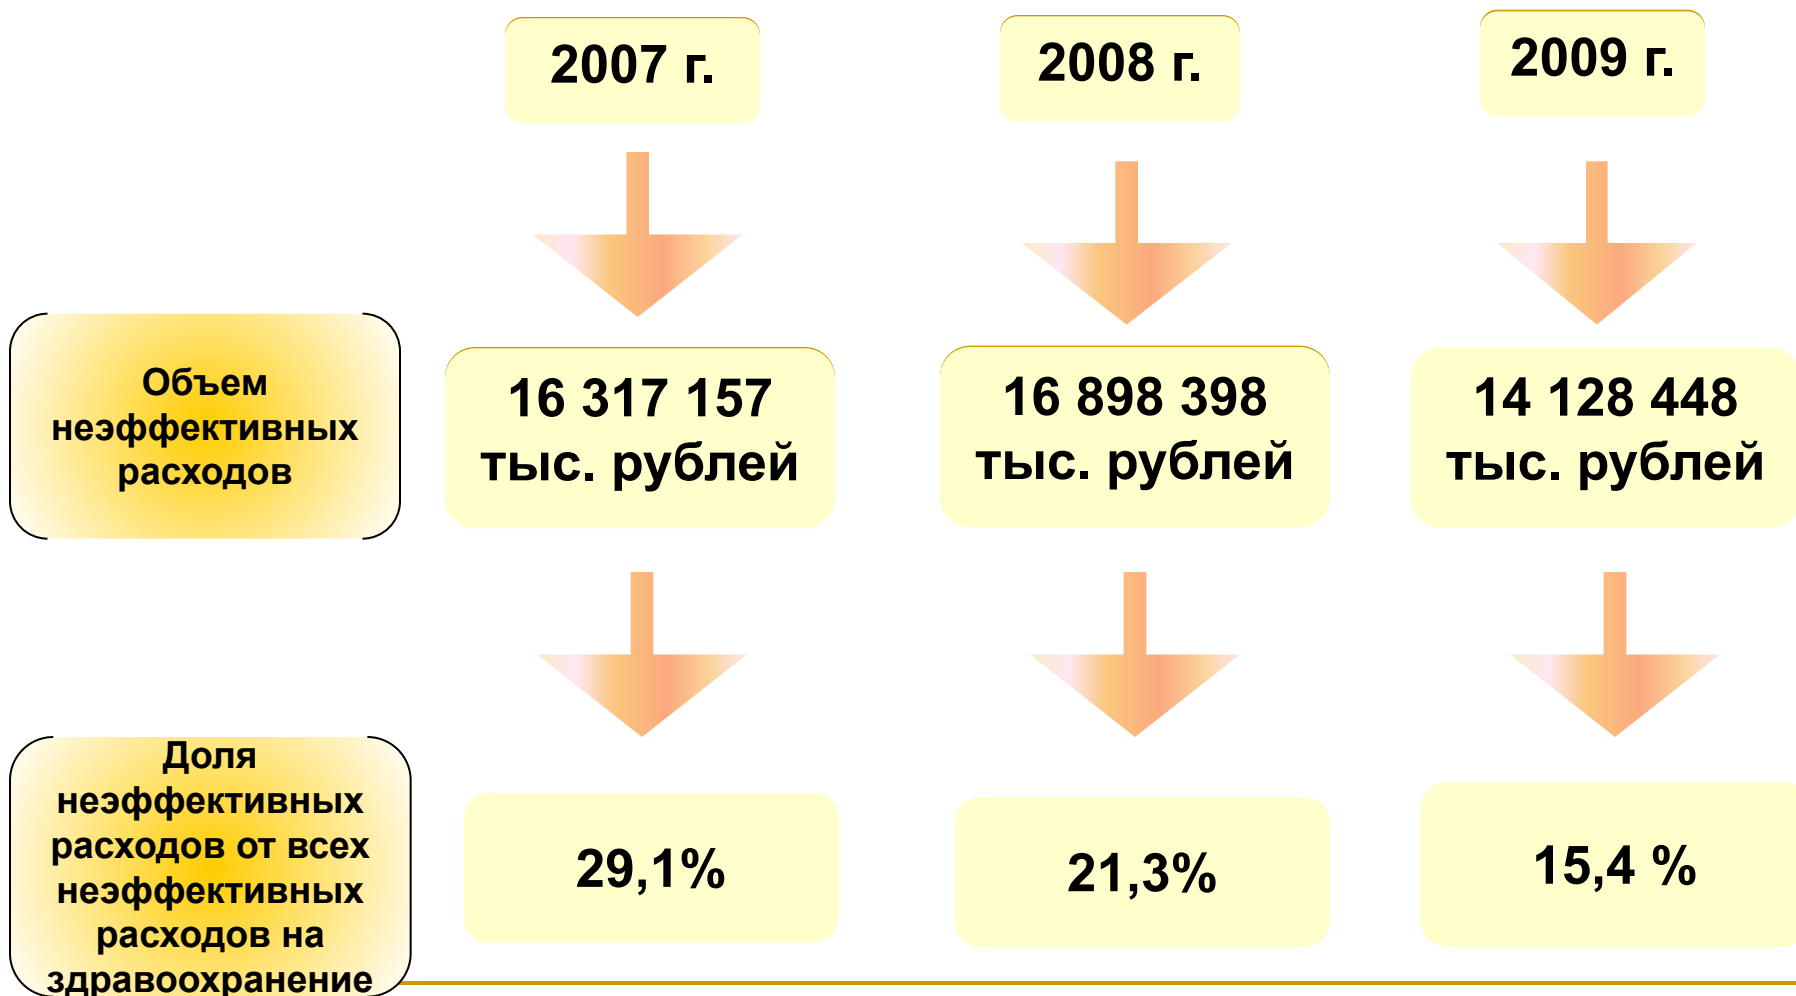 2007 г.
2008 г.
2009 г.
Объем
неэффективных
расходов
16 317 157
тыс. рублей
16 898 398
тыс. рублей
14 128 448
тыс. рублей
Доля
неэффективных
расходов от всех
неэффективных
расходов на
здравоохранение
29,1%
21,3%
15,4 %